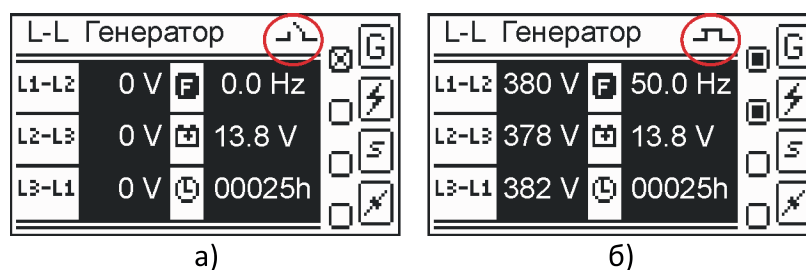 L-L Генератор
G
L1-L2 0 V F 0.0 Hz
L2-L3 0 V 13.8 V
S
L3-L1 0 V 00025h
а)
L-L Генератор
G
L1-L2 380 V F 50.0 Hz
L2-L3 378 V 13.8 V
S
L3-L1 382 V 00025h
б)